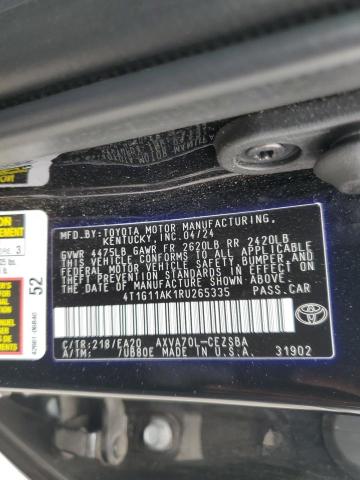 MFD.BY:TOYOTA MOTOR MANUFACTURING,
KENTUCKY, INC. 04/24
GVWR 4475LB GAWR FR 2620LB RR 2420LB
THIS VEHICLE CONFORMS TO ALL APPLICABLE
FEDERAL MOTOR VEHICLE SAFETY, BUMPER, AND
THEFT PREVENTION STANDARDS IN EFFECT ON
THE DATE OF MANUFACTURE SHOWN ABOVE.
4T1G11AK1RU265335 PASS.CAR
C/TR:218/EA20 AXVA70L-CEZSBA
A/TM: /UB80E MADE IN U.S.A. 31902
52
3